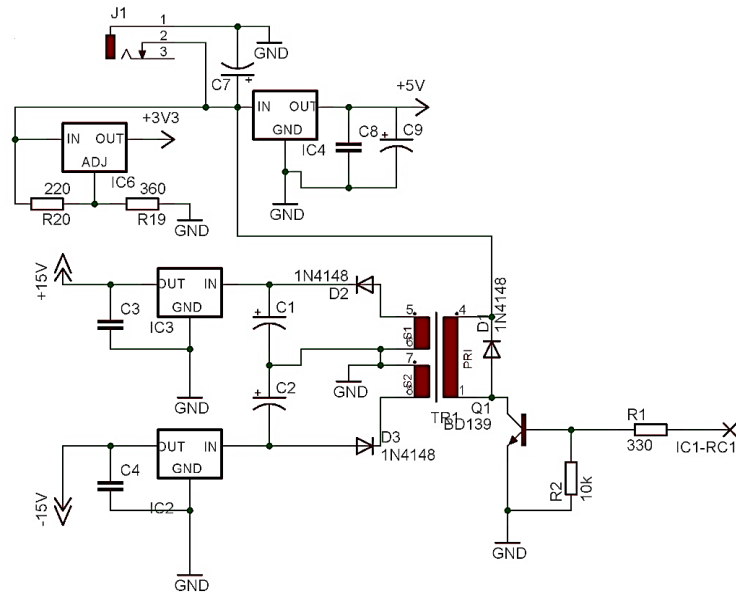 J1
1
2
3
GND
C7
+5V
IN OUT
GND
IC4
C8
C9
GND
+3V3
IN OUT
ADJ
IC6
220
R20
360
R19
GND
+15V
OUT IN
GND
IC3
C3
GND
C1
1N4148
D2
5
S1
7
S2
4
PRI
1
TR1
D1
1N4148
GND
C2
Q1
BD139
R1
330
IC1-RC1
R2
10k
GND
D3
1N4148
-15V
OUT IN
GND
IC2
C4
GND